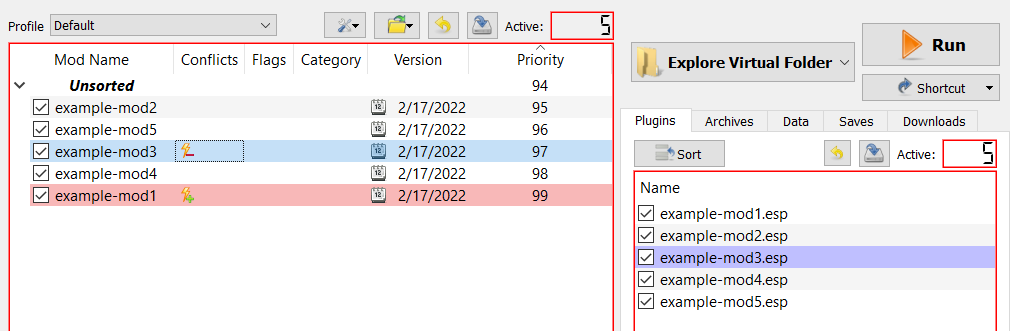 Profile Default Active: 5
Mod Name Conflicts Flags Category Version Priority
Unsorted 94
example-mod2 2/17/2022 95
example-mod5 2/17/2022 96
example-mod3 2/17/2022 97
example-mod4 2/17/2022 98
example-mod1 2/17/2022 99
Explore Virtual Folder
Run
Shortcut
Plugins Archives Data Saves Downloads
Sort Active: 5
Name
example-mod1.esp
example-mod2.esp
example-mod3.esp
example-mod4.esp
example-mod5.esp